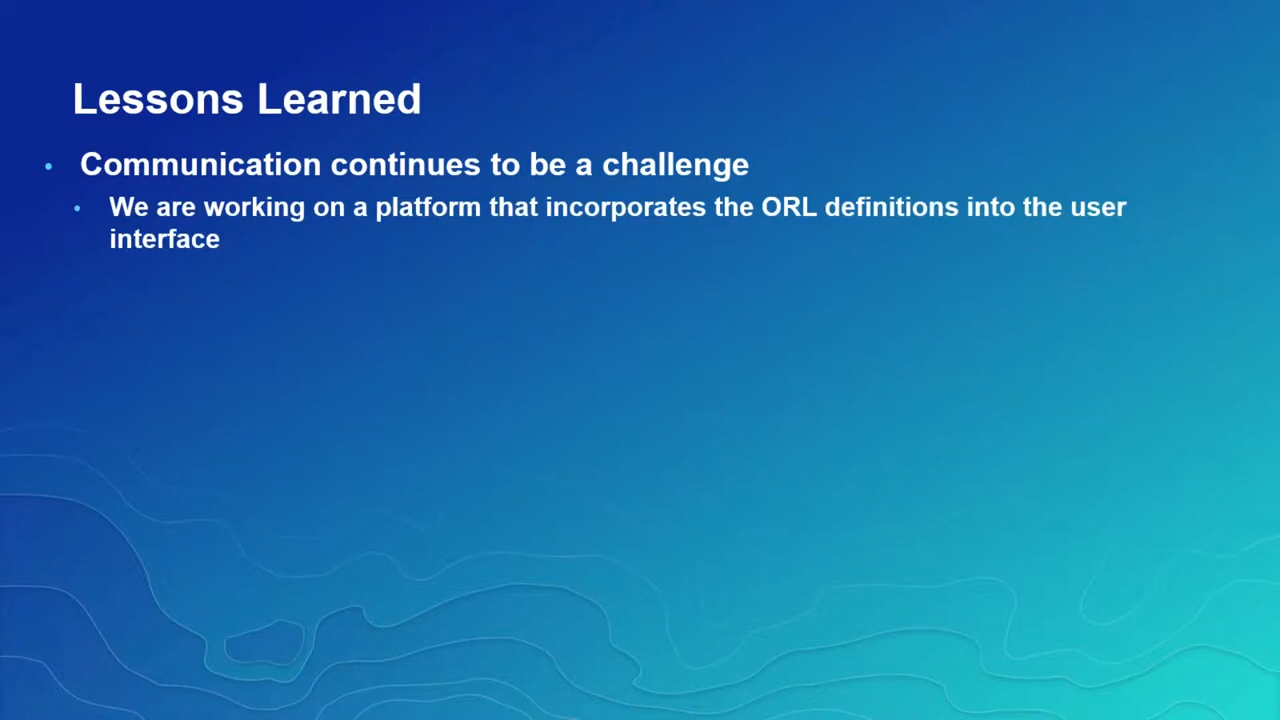 Lessons Learned
• Communication continues to be a challenge
• We are working on a platform that incorporates the ORL definitions into the user
interface